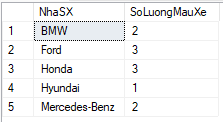 NhaSX SoLuongMauXe
1 BMW 2
2 Ford 3
3 Honda 3
4 Hyundai 1
5 Mercedes-Benz 2